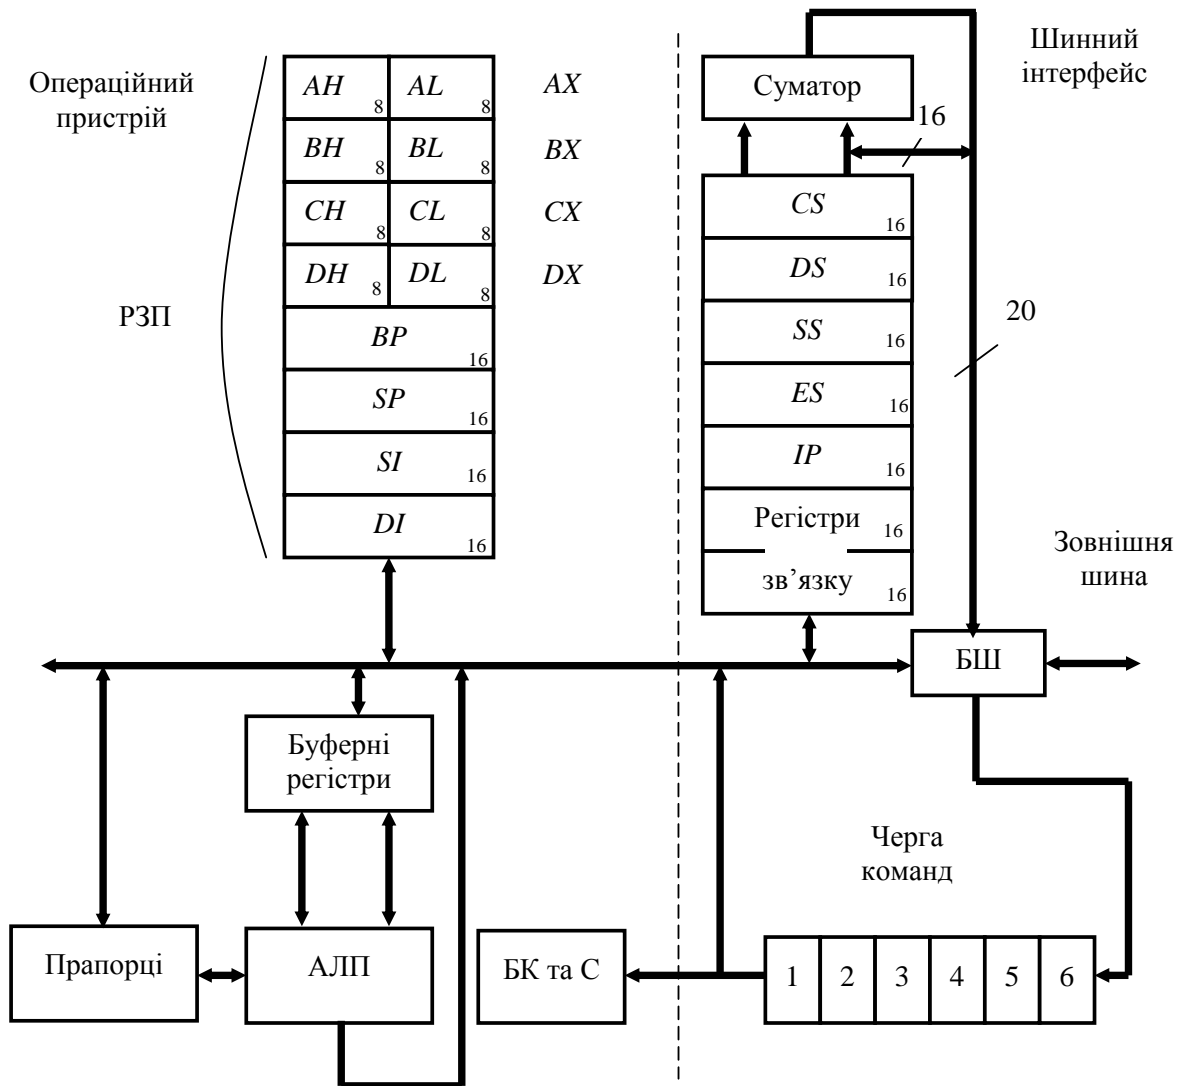 Операційний
пристрій
AH 8 AL 8 AX
BH 8 BL 8 BX
CH 8 CL 8 CX
DH 8 DL 8 DX
РЗП
BP 16
SP 16
SI 16
DI 16
Суматор
Шинний
інтерфейс
16
CS 16
DS 16
SS 16
20
ES 16
IP 16
Регістри 16
зв’язку 16
Зовнішня
шина
БШ
Буферні
регістри
Черга
команд
Прапорці
АЛП
БК та С
1 2 3 4 5 6